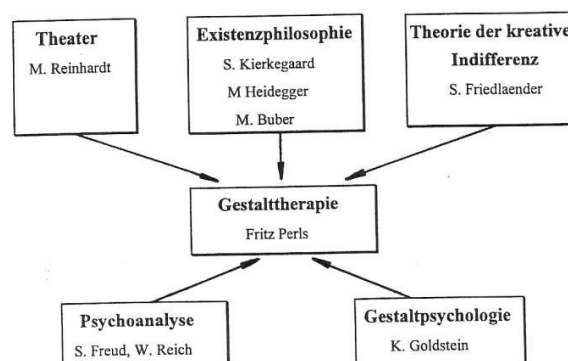 Theater
M. Reinhardt
Existenzphilosophie
S. Kierkegaard
M Heidegger
M. Buber
Theorie der kreative
Indifferenz
S. Friedlaender
Gestalttherapie
Fritz Perls
Psychoanalyse
S. Freud, W. Reich
Gestaltpsychologie
K. Goldstein